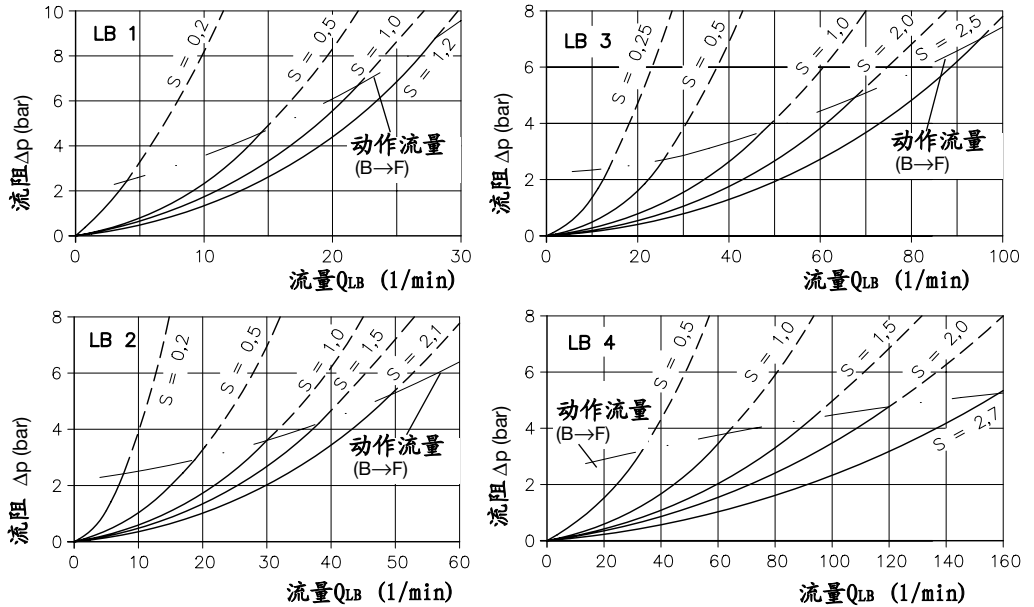 LB 1
10
8
6
4
2
0
流阻Δp (bar)
S = 0,2
S = 0,5
S = 1,0
S = 1,2
动作流量
(B→F)
0 10 20 30
流量QLB (1/min)
LB 3
8
6
4
2
0
流阻Δp (bar)
S = 0,25
S = 0,5
S = 1,0
S = 2,0
S = 2,5
动作流量
(B→F)
0 20 40 60 80 100
流量QLB (1/min)
LB 2
8
6
4
2
0
流阻Δp (bar)
S = 0,2
S = 0,5
S = 1,0
S = 1,5
S = 2,1
动作流量
(B→F)
0 10 20 30 40 50 60
流量QLB (1/min)
LB 4
8
6
4
2
0
流阻Δp (bar)
S = 0,5
S = 1,0
S = 1,5
S = 2,0
S = 2,7
动作流量
(B→F)
0 20 40 60 80 100 120 140 160
流量QLB (1/min)